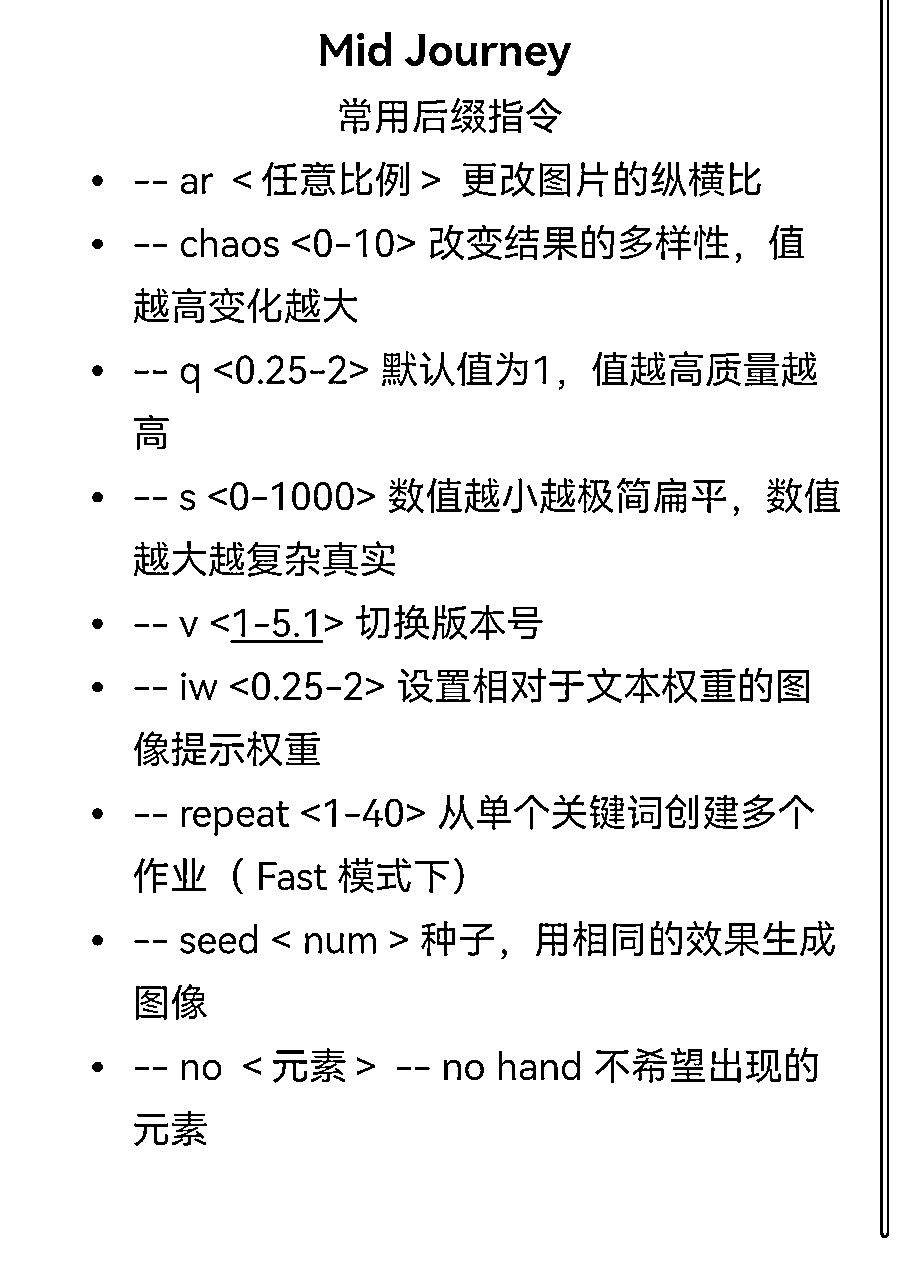 Mid Journey
常用后缀指令
• -- ar ＜任意比例＞ 更改图片的纵横比
• -- chaos <0-10> 改变结果的多样性，值
越高变化越大
• -- q <0.25-2> 默认值为1，值越高质量越
高
• -- s <0-1000> 数值越小越极简扁平，数值
越大越复杂真实
• -- v <1-5.1> 切换版本号
• -- iw <0.25-2> 设置相对于文本权重的图
像提示权重
• -- repeat <1-40> 从单个关键词创建多个
作业（ Fast 模式下）
• -- seed < num > 种子，用相同的效果生成
图像
• -- no ＜元素＞ -- no hand 不希望出现的
元素